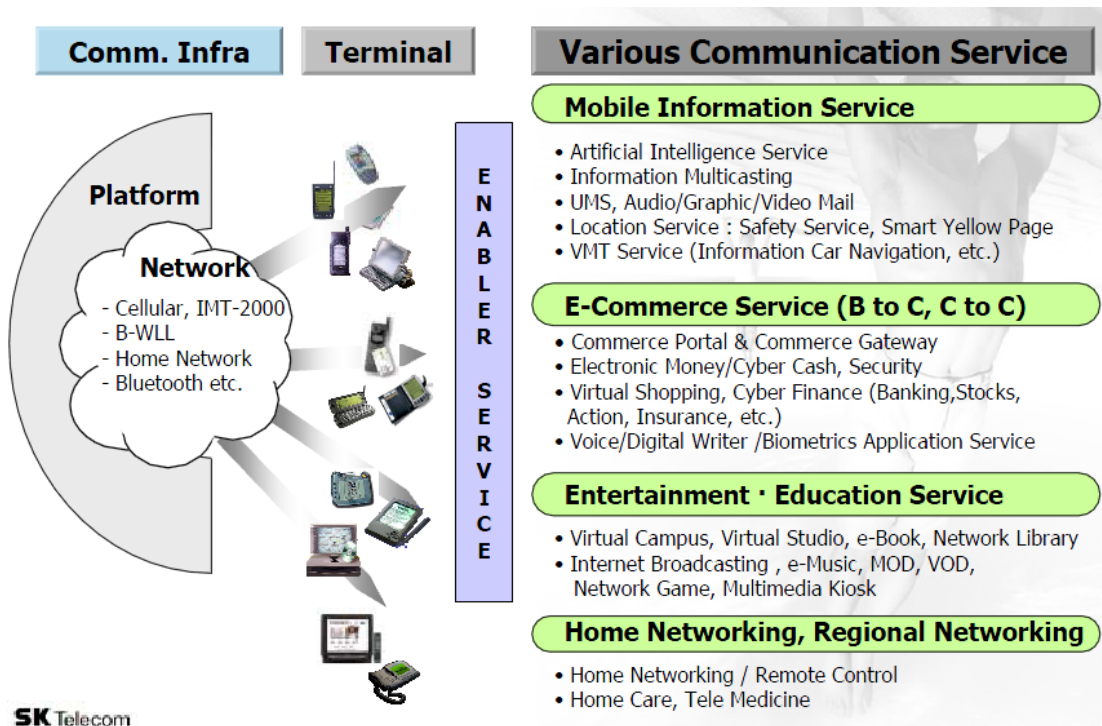 Comm. Infra
Terminal
Various Communication Service
Platform
Network
- Cellular, IMT-2000
- B-WLL
- Home Network
- Bluetooth etc.
ENABLER SERVICE
Mobile Information Service
• Artificial Intelligence Service
• Information Multicasting
• UMS, Audio/Graphic/Video Mail
• Location Service : Safety Service, Smart Yellow Page
• VMT Service (Information Car Navigation, etc.)
E-Commerce Service (B to C, C to C)
• Commerce Portal & Commerce Gateway
• Electronic Money/Cyber Cash, Security
• Virtual Shopping, Cyber Finance (Banking,Stocks,
Action, Insurance, etc.)
• Voice/Digital Writer /Biometrics Application Service
Entertainment · Education Service
• Virtual Campus, Virtual Studio, e-Book, Network Library
• Internet Broadcasting , e-Music, MOD, VOD,
Network Game, Multimedia Kiosk
Home Networking, Regional Networking
• Home Networking / Remote Control
• Home Care, Tele Medicine
SK Telecom